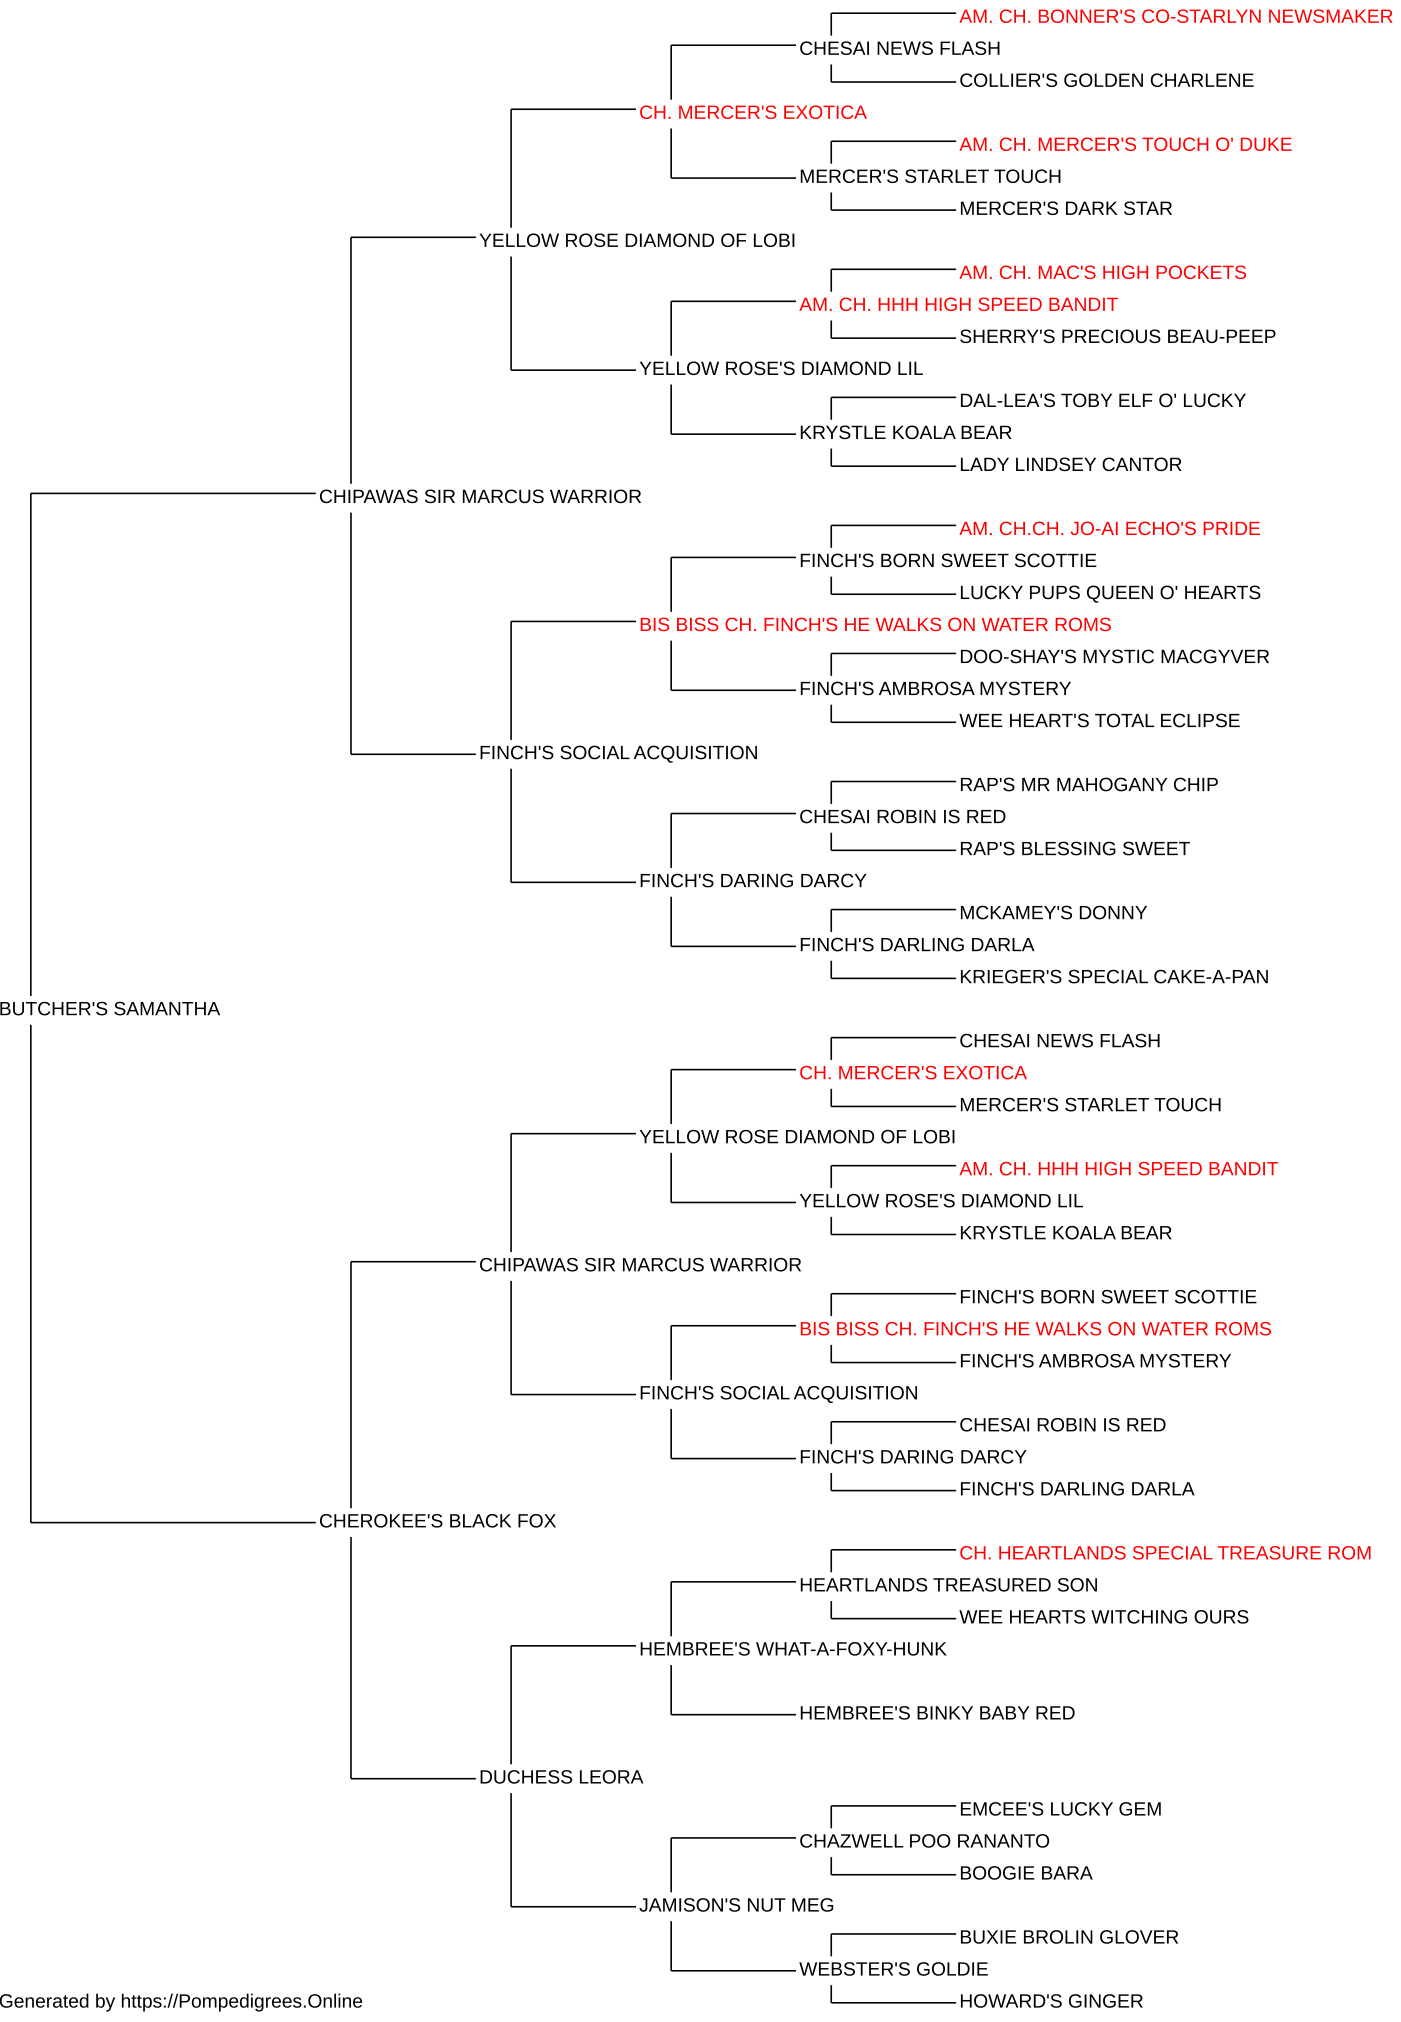 AM. CH. BONNER'S CO-STARLYN NEWSMAKER
CHESAI NEWS FLASH
COLLIER'S GOLDEN CHARLENE
CH. MERCER'S EXOTICA
AM. CH. MERCER'S TOUCH O' DUKE
MERCER'S STARLET TOUCH
MERCER'S DARK STAR
YELLOW ROSE DIAMOND OF LOBI
AM. CH. MAC'S HIGH POCKETS
AM. CH. HHH HIGH SPEED BANDIT
SHERRY'S PRECIOUS BEAU-PEEP
YELLOW ROSE'S DIAMOND LIL
DAL-LEA'S TOBY ELF O' LUCKY
KRYSTLE KOALA BEAR
LADY LINDSEY CANTOR
CHIPAWAS SIR MARCUS WARRIOR
AM. CH.CH. JO-AI ECHO'S PRIDE
FINCH'S BORN SWEET SCOTTIE
LUCKY PUPS QUEEN O' HEARTS
BIS BISS CH. FINCH'S HE WALKS ON WATER ROMS
DOO-SHAY'S MYSTIC MACGYVER
FINCH'S AMBROSA MYSTERY
WEE HEART'S TOTAL ECLIPSE
FINCH'S SOCIAL ACQUISITION
RAP'S MR MAHOGANY CHIP
CHESAI ROBIN IS RED
RAP'S BLESSING SWEET
FINCH'S DARING DARCY
MCKAMEY'S DONNY
FINCH'S DARLING DARLA
KRIEGER'S SPECIAL CAKE-A-PAN
BUTCHER'S SAMANTHA
CHESAI NEWS FLASH
CH. MERCER'S EXOTICA
MERCER'S STARLET TOUCH
YELLOW ROSE DIAMOND OF LOBI
AM. CH. HHH HIGH SPEED BANDIT
YELLOW ROSE'S DIAMOND LIL
KRYSTLE KOALA BEAR
CHIPAWAS SIR MARCUS WARRIOR
FINCH'S BORN SWEET SCOTTIE
BIS BISS CH. FINCH'S HE WALKS ON WATER ROMS
FINCH'S AMBROSA MYSTERY
FINCH'S SOCIAL ACQUISITION
CHESAI ROBIN IS RED
FINCH'S DARING DARCY
FINCH'S DARLING DARLA
CHEROKEE'S BLACK FOX
CH. HEARTLANDS SPECIAL TREASURE ROM
HEARTLANDS TREASURED SON
WEE HEARTS WITCHING OURS
HEMBREE'S WHAT-A-FOXY-HUNK
HEMBREE'S BINKY BABY RED
DUCHESS LEORA
EMCEE'S LUCKY GEM
CHAZWELL POO RANANTO
BOOGIE BARA
JAMISON'S NUT MEG
BUXIE BROLIN GLOVER
WEBSTER'S GOLDIE
HOWARD'S GINGER
Generated by https://Pompedigrees.Online